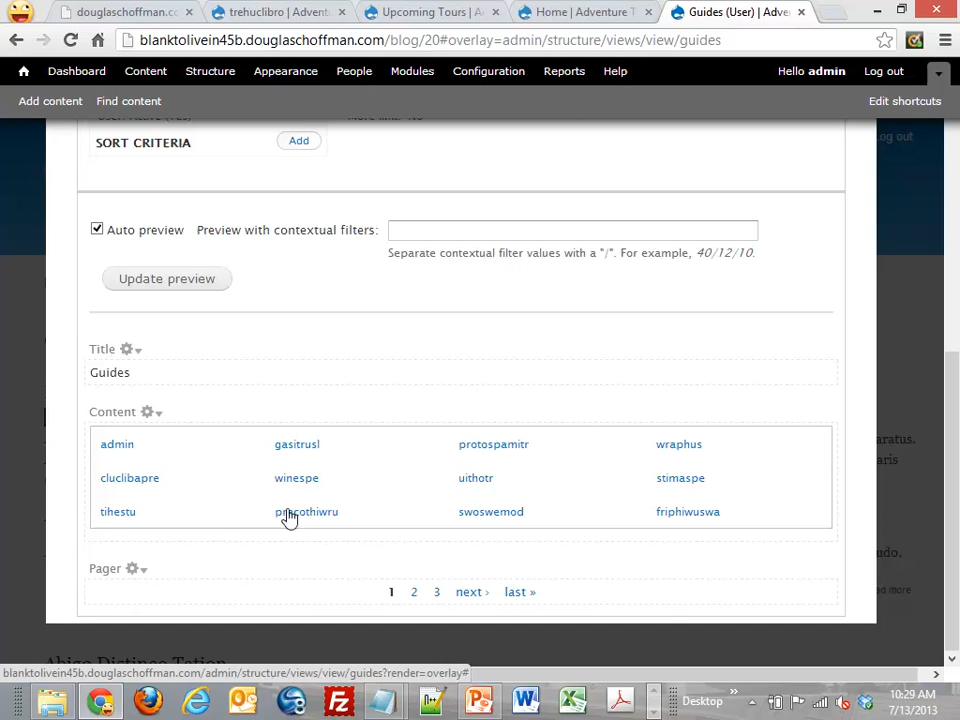 douglaschoffman.co
trehuclibro | Advent
Upcoming Tours | Ac
Home | Adventure T
Guides (User) | Adve
blanktolivein45b.douglaschoffman.com/blog/20#overlay=admin/structure/views/view/guides
Dashboard Content Structure Appearance People Modules Configuration Reports Help Hello admin Log out
Add content Find content Edit shortcuts
Log out
SORT CRITERIA Add
Auto preview Preview with contextual filters:
Separate contextual filter values with a "/". For example, 40/12/10.
Update preview
Title
Guides
Content
admin gasitrusl protospamitr wraphus
cluclibapre winespe uithotr stimaspe
tihestu swoswemod friphiwuswa
Pager
1 2 3 next › last »
blanktolivein45b.douglaschoffman.com/admin/structure/views/view/guides?render=overlay#
Desktop
10:29 AM
7/13/2013